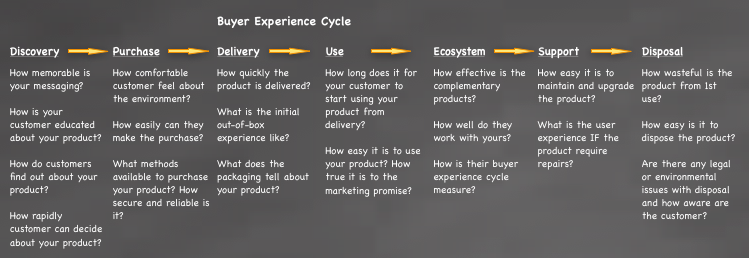 Buyer Experience Cycle
Discovery
How memorable is
your messaging?
How is your
customer educated
about your product?
How do customers
find out about your
product?
How rapidly
customer can decide
about your product?
Purchase
How comfortable
customer feel about
the environment?
How easily can they
make the purchase?
What methods
available to purchase
your product? How
secure and reliable is
it?
Delivery
How quickly the
product is delivered?
What is the initial
out-of-box
experience like?
What does the
packaging tell about
your product?
Use
How long does it for
your customer to
start using your
product from
delivery?
How easy it is to use
your product? How
true it is to the
marketing promise?
Ecosystem
How effective is the
complementary
products?
How well do they
work with yours?
How is their buyer
experience cycle
measure?
Support
How easy it is to
maintain and upgrade
the product?
What is the user
experience IF the
product require
repairs?
Disposal
How wasteful is the
product from 1st
use?
How easy is it to
dispose the product?
Are there any legal
or environmental
issues with disposal
and how aware are
the customer?